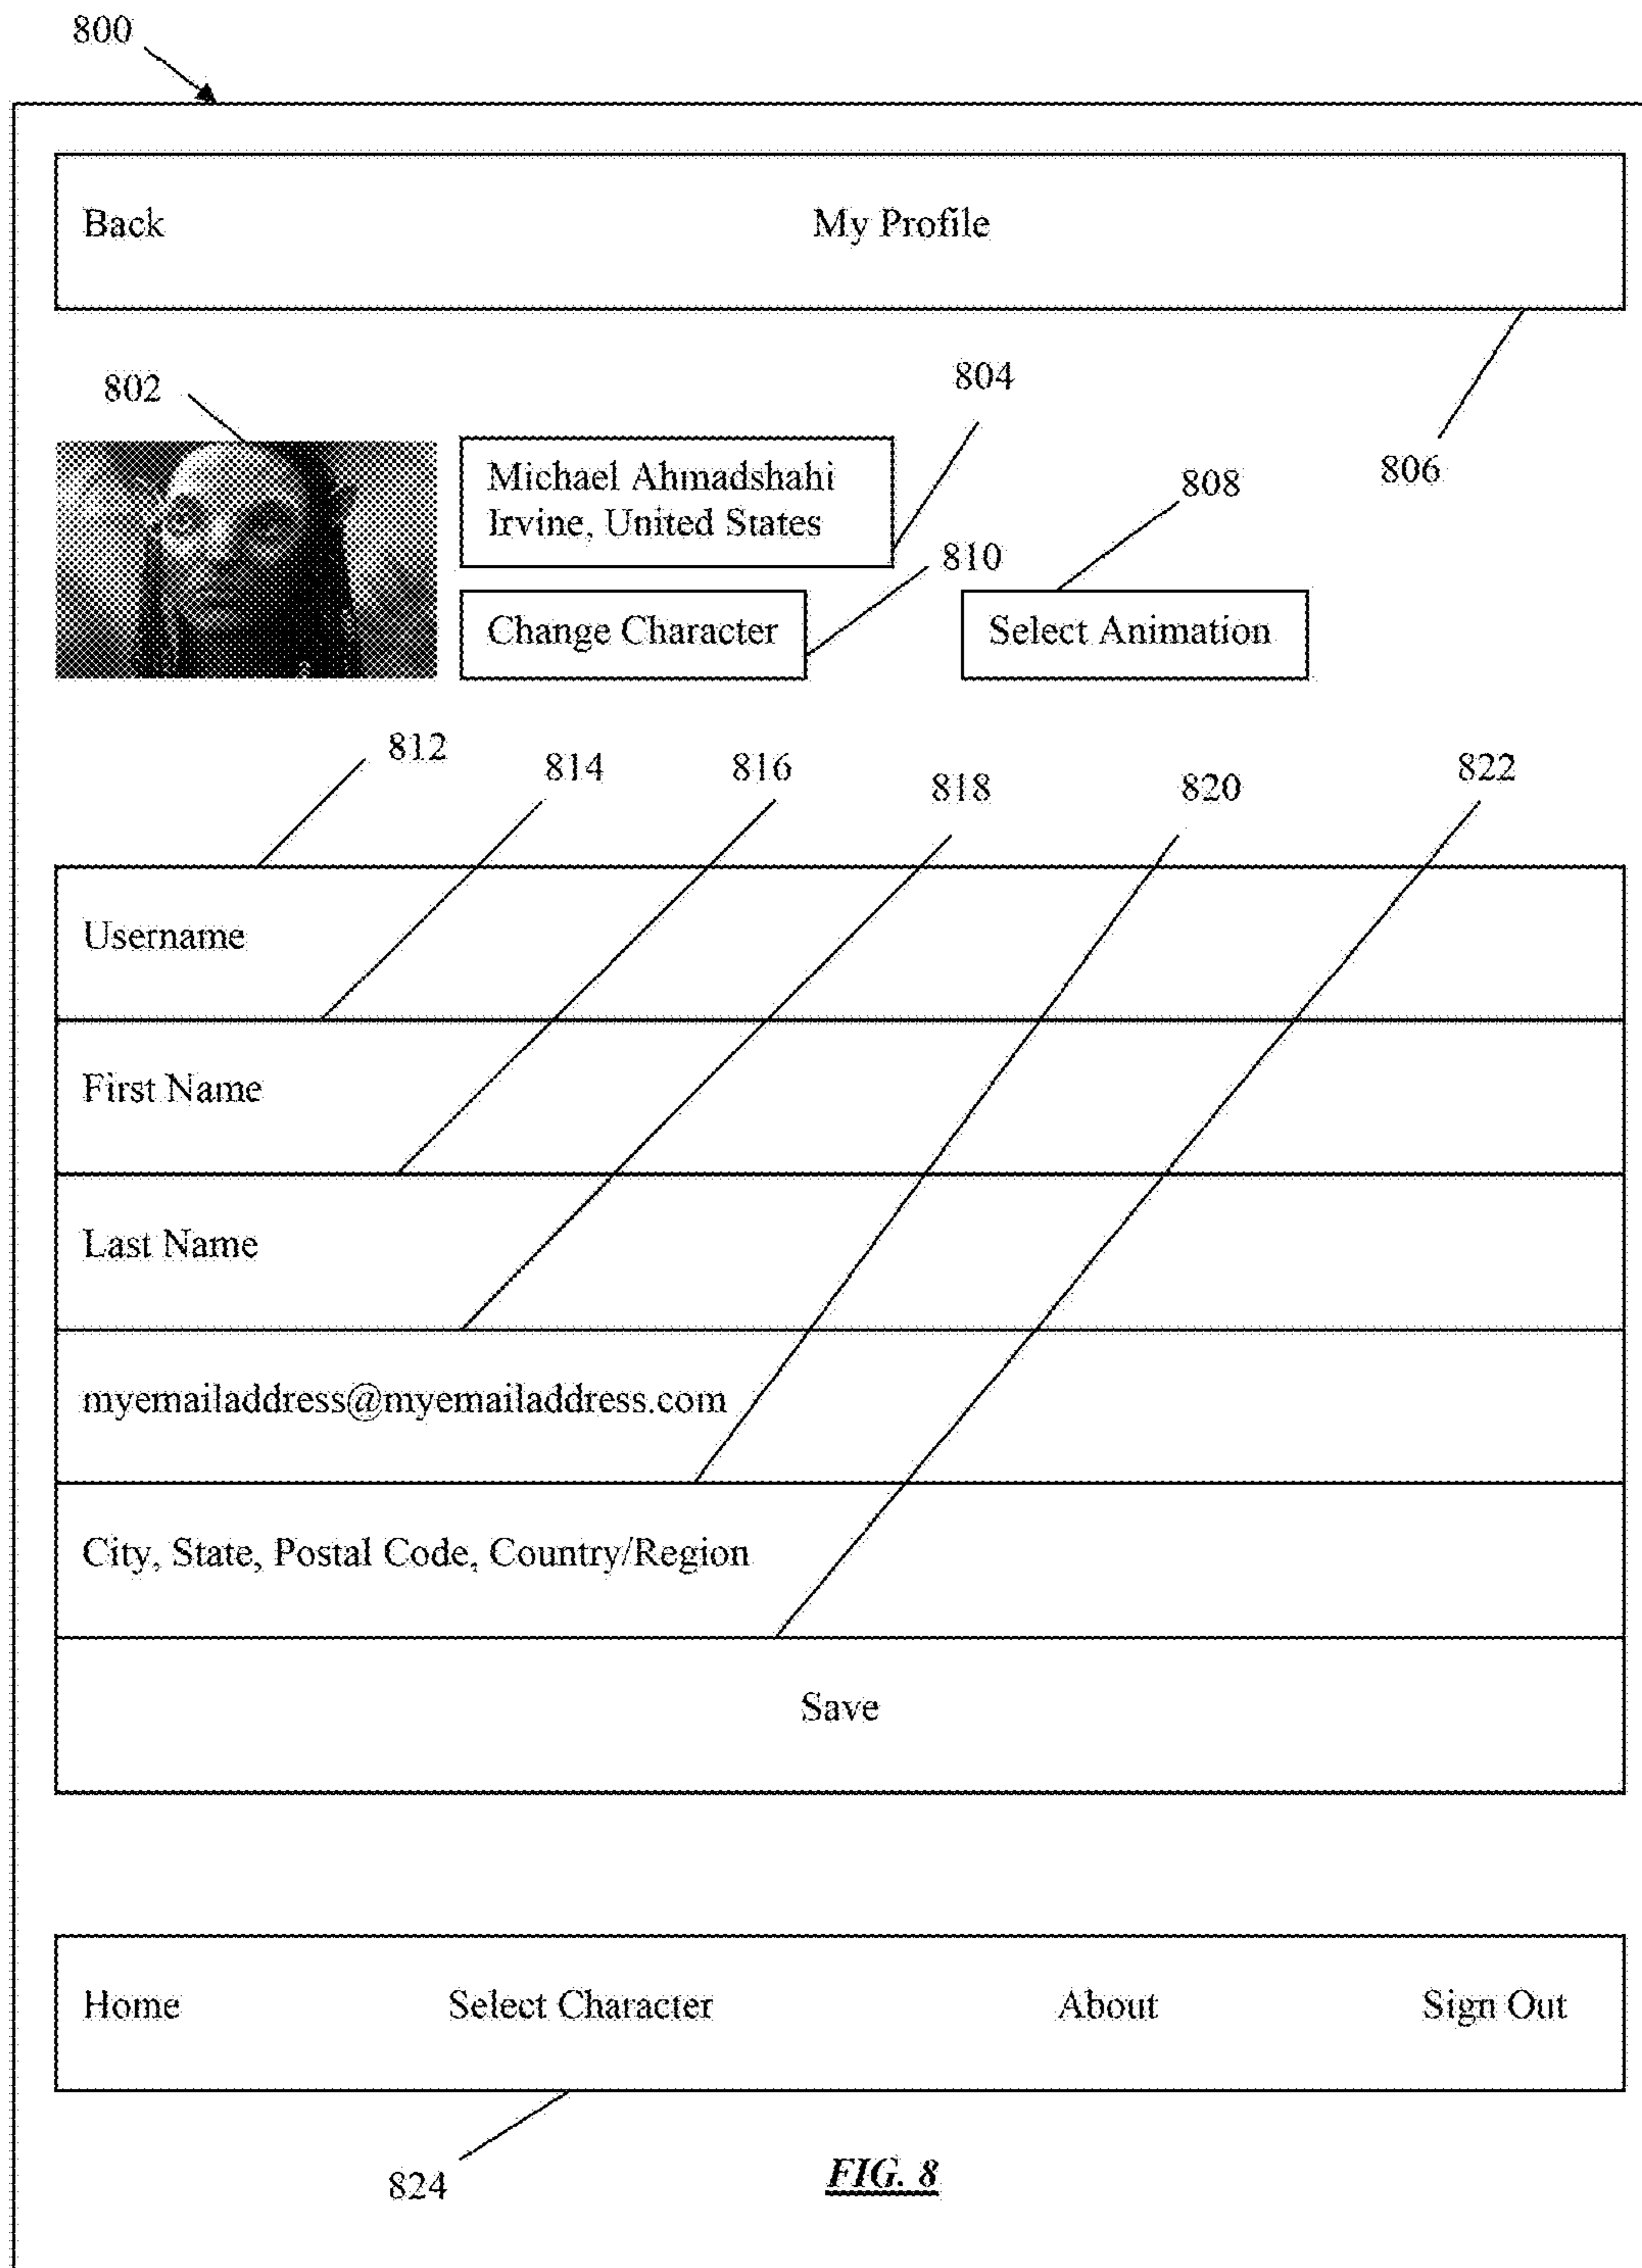 800
Back My Profile
802
804
806
Michael Ahmadshahi
Irvine, United States
808
810
Change Character
Select Animation
812
814
816
818
820
822
Username
First Name
Last Name
myemailaddress@myemailaddress.com
City, State, Postal Code, Country/Region
Save
Home Select Character About Sign Out
824
FIG. 8